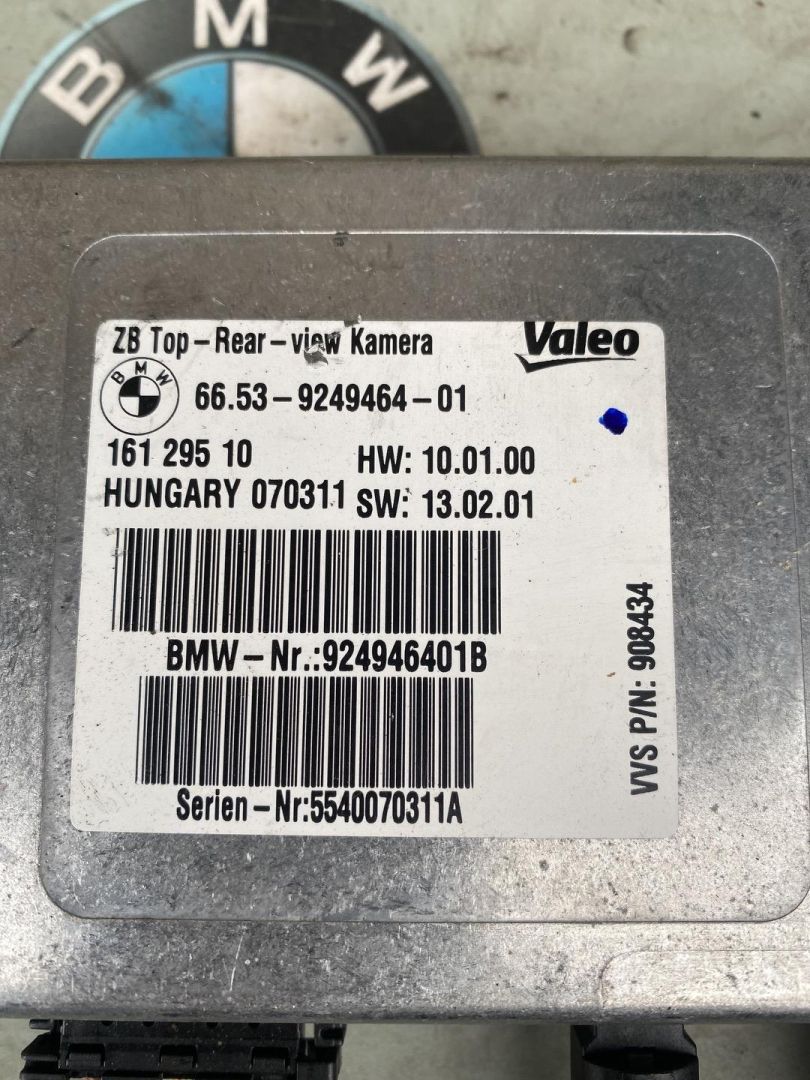 BMW
ZB Top-Rear-view Kamera
Valeo
BMW
66.53-9249464-01
161 295 10
HW: 10.01.00
HUNGARY 070311
SW: 13.02.01
BMW-Nr.:924946401B
Serien-Nr:5540070311A
VVS P/N: 908434